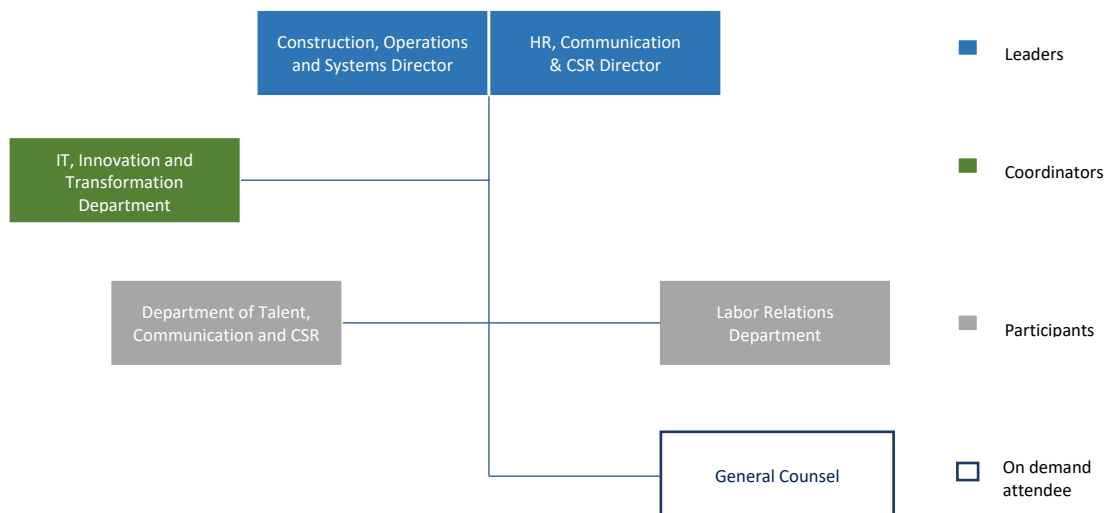 Construction, Operations
and Systems Director
HR, Communication
& CSR Director
Leaders
IT, Innovation and
Transformation
Department
Coordinators
Department of Talent,
Communication and CSR
Labor Relations
Department
Participants
General Counsel
On demand
attendee